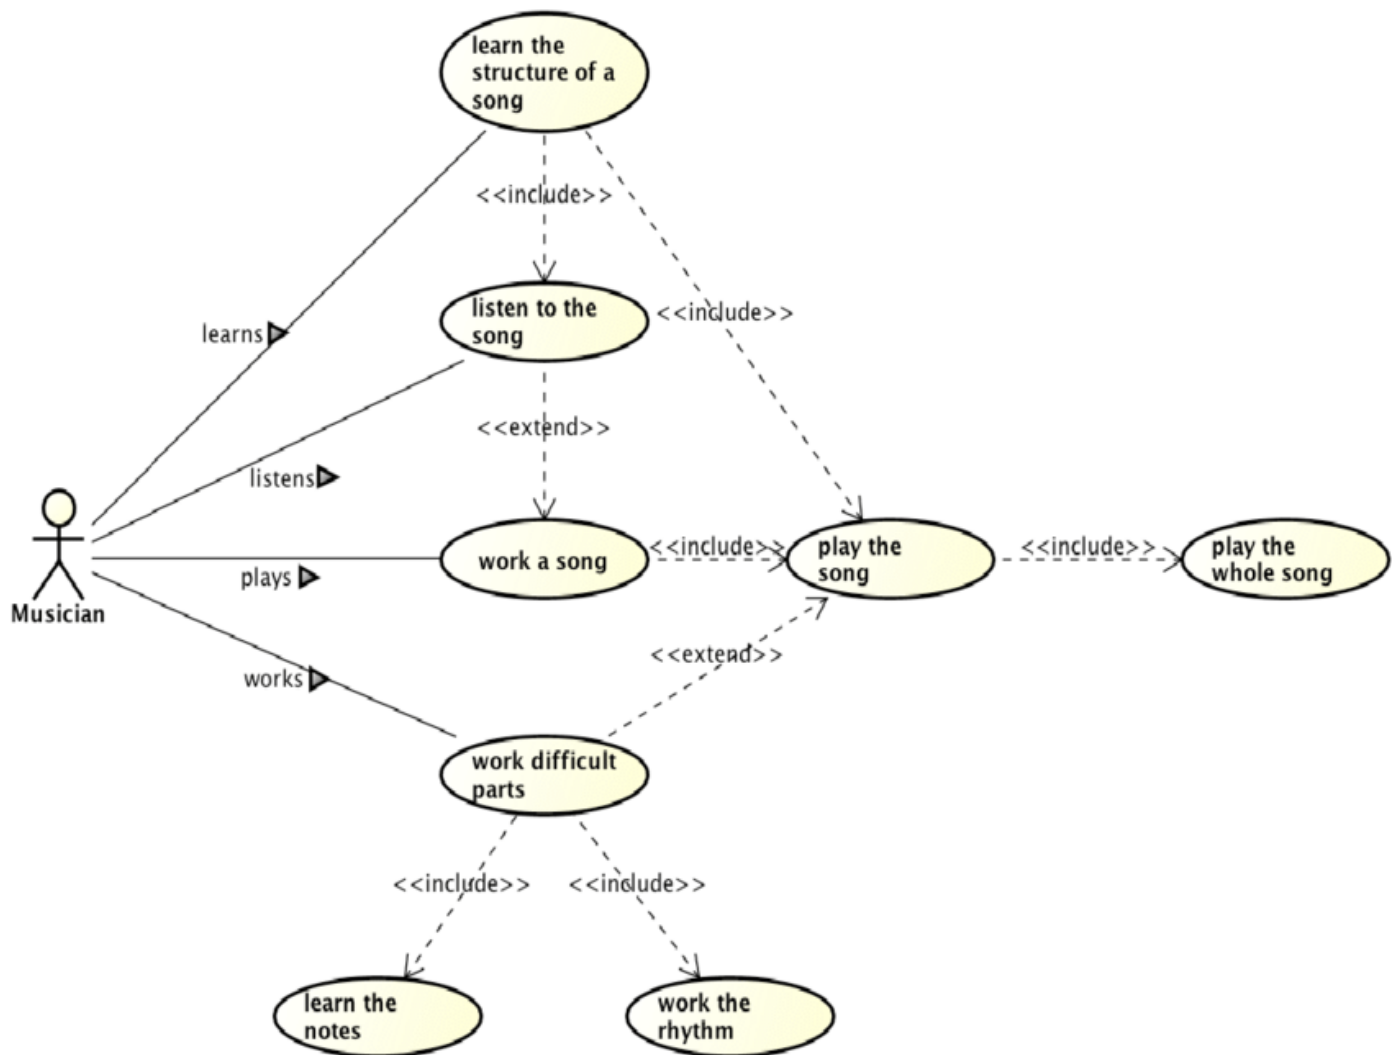 learn the
structure of a
song
<<include>>
listen to the
song
<<include>>
learns
<<extend>>
listens
work a song
<<include>>
play the
song
<<include>>
play the
whole song
plays
Musician
<<extend>>
works
work difficult
parts
<<include>>
<<include>>
learn the
notes
work the
rhythm